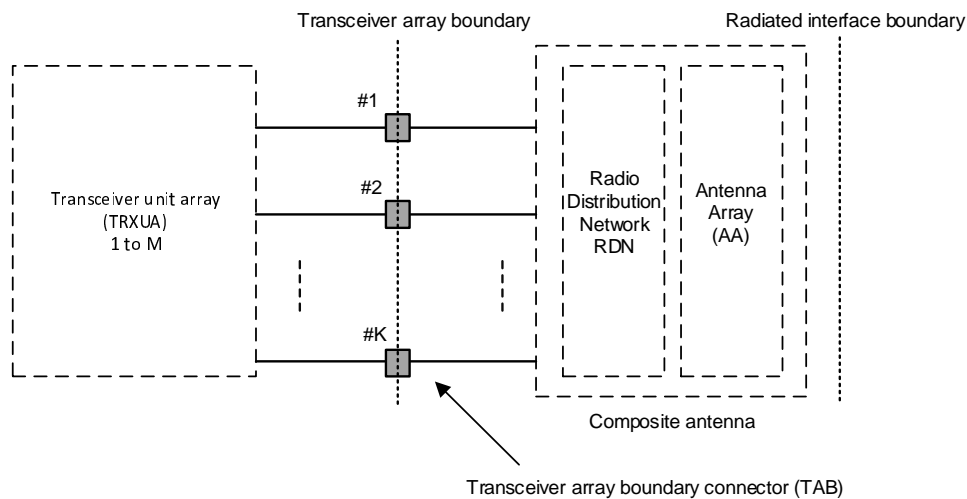 Transceiver array boundary
Radiated interface boundary
#1
#2
#K
Transceiver unit array
(TRXUA)
1 to M
Radio
Distribution
Network
RDN
Antenna
Array
(AA)
Composite antenna
Transceiver array boundary connector (TAB)